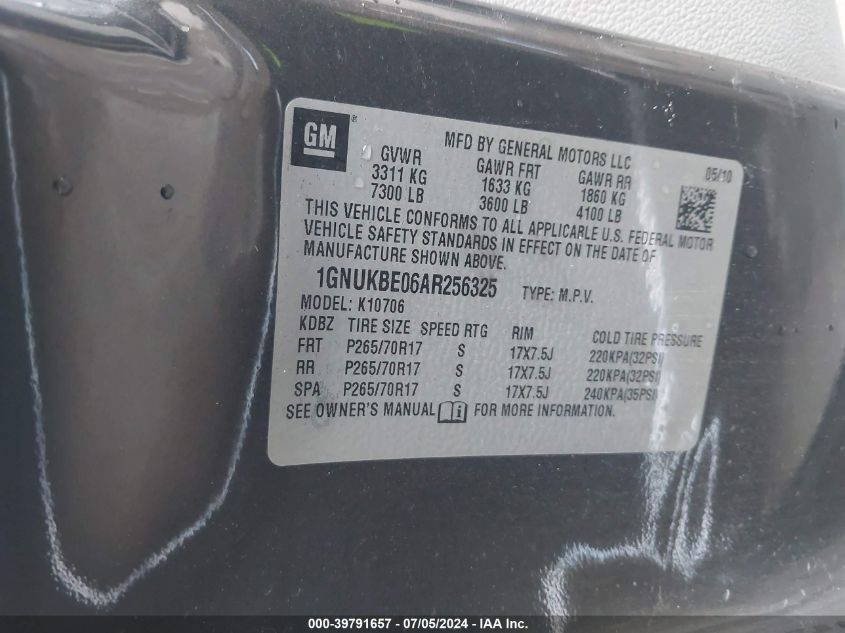 GM ®
MFD BY GENERAL MOTORS LLC
05/10
GVWR GAWR FRT GAWR RR
3311 KG 1633 KG 1860 KG
7300 LB 3600 LB 4100 LB
THIS VEHICLE CONFORMS TO ALL APPLICABLE U.S. FEDERAL MOTOR
VEHICLE SAFETY STANDARDS IN EFFECT ON THE DATE OF
MANUFACTURE SHOWN ABOVE.
1GNUKBE06AR256325 TYPE: M.P.V.
MODEL: K10706
KDBZ TIRE SIZE SPEED RTG RIM COLD TIRE PRESSURE
FRT P265/70R17 S 17X7.5J 220KPA(32PSI)
RR P265/70R17 S 17X7.5J 220KPA(32PSI)
SPA P265/70R17 S 17X7.5J 240KPA(35PSI)
SEE OWNER'S MANUAL i FOR MORE INFORMATION.
000-39791657 - 07/05/2024 - IAA Inc.